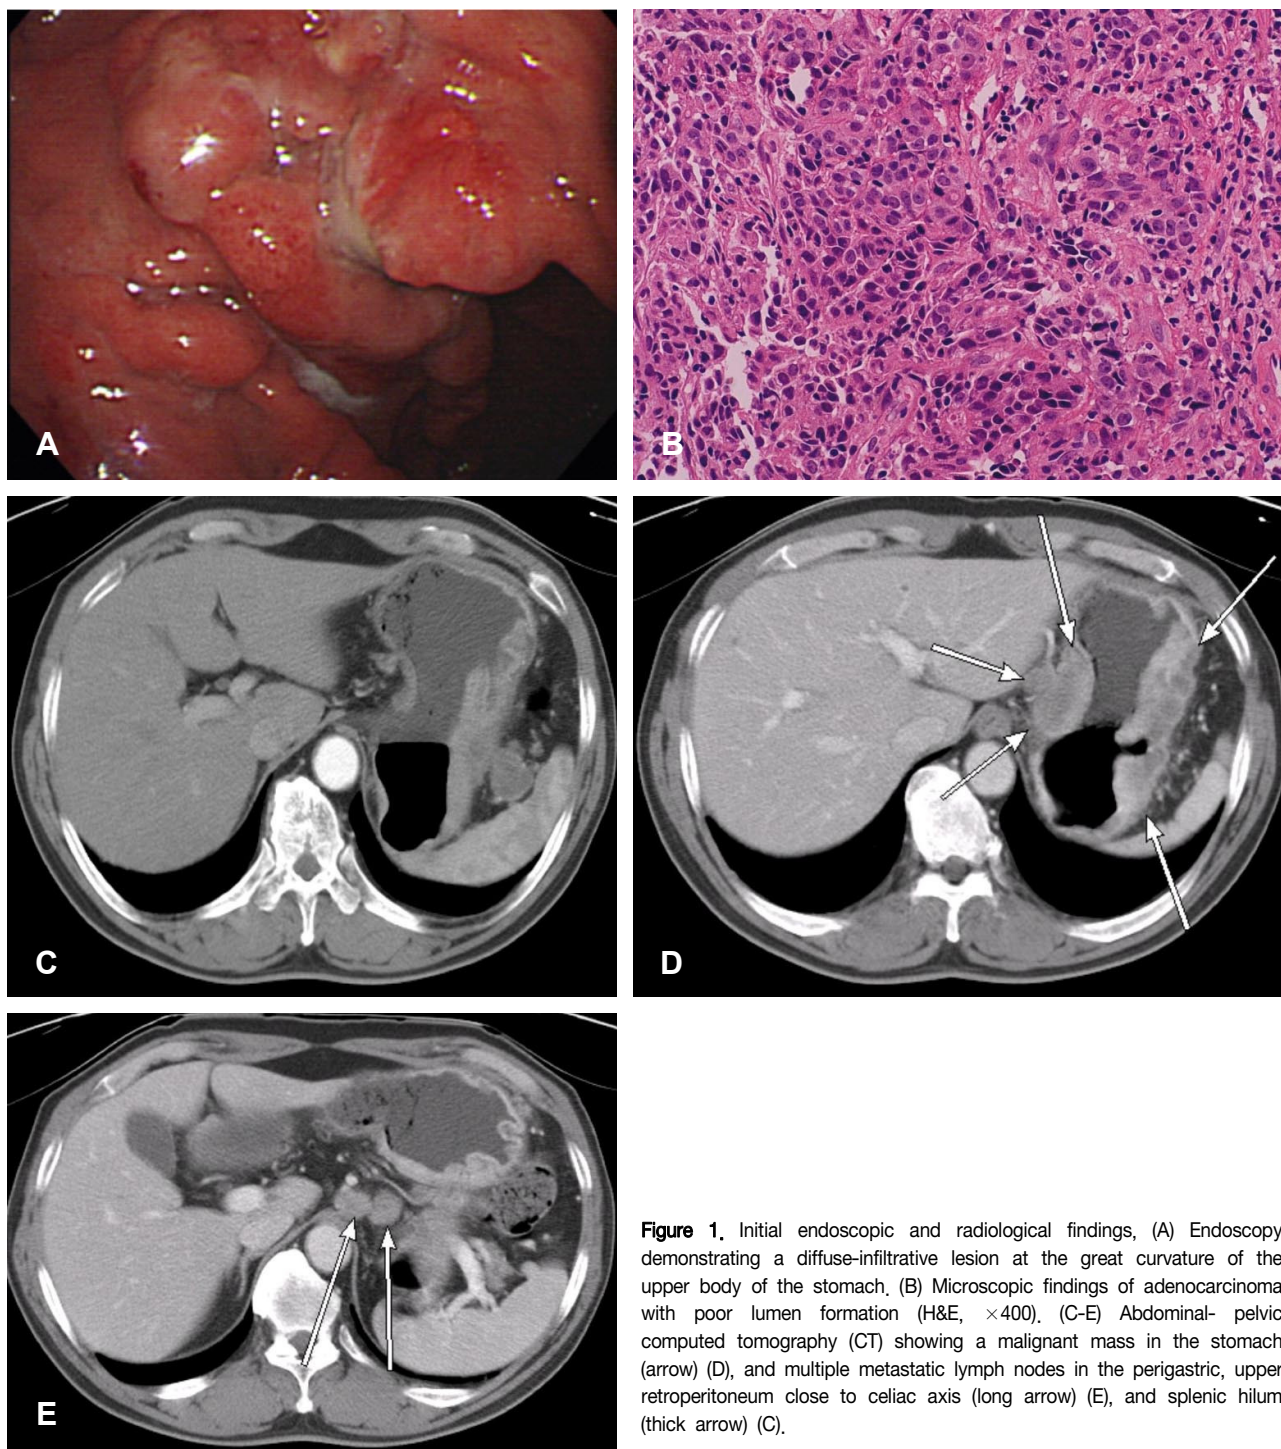 A
B
C
D
E
Figure 1. Initial endoscopic and radiological findings, (A) Endoscopy
demonstrating a diffuse-infiltrative lesion at the great curvature of the
upper body of the stomach. (B) Microscopic findings of adenocarcinoma
with poor lumen formation (H&E, ×400). (C-E) Abdominal- pelvic
computed tomography (CT) showing a malignant mass in the stomach
(arrow) (D), and multiple metastatic lymph nodes in the perigastric, upper
retroperitoneum close to celiac axis (long arrow) (E), and splenic hilum
(thick arrow) (C).